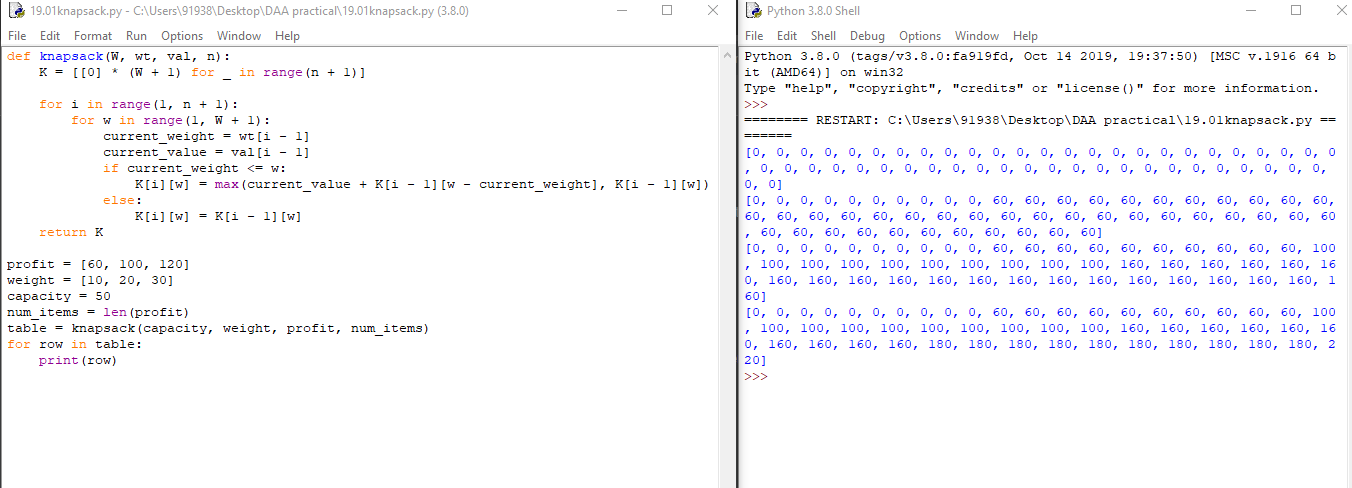 19.01knapsack.py - C:\Users\91938\Desktop\DAA practical\19.01knapsack.py (3.8.0)
File Edit Format Run Options Window Help
def knapsack(W, wt, val, n):
    K = [[0] * (W + 1) for _ in range(n + 1)]

    for i in range(1, n + 1):
        for w in range(1, W + 1):
            current_weight = wt[i - 1]
            current_value = val[i - 1]
            if current_weight <= w:
                K[i][w] = max(current_value + K[i - 1][w - current_weight], K[i - 1][w])
            else:
                K[i][w] = K[i - 1][w]
    return K

profit = [60, 100, 120]
weight = [10, 20, 30]
capacity = 50
num_items = len(profit)
table = knapsack(capacity, weight, profit, num_items)
for row in table:
    print(row)
Python 3.8.0 Shell
File Edit Shell Debug Options Window Help
Python 3.8.0 (tags/v3.8.0:fa919fd, Oct 14 2019, 19:37:50) [MSC v.1916 64 b
it (AMD64)] on win32
Type "help", "copyright", "credits" or "license()" for more information.
>>>
======== RESTART: C:\Users\91938\Desktop\DAA practical\19.01knapsack.py ==
======
[0, 0, 0, 0, 0, 0, 0, 0, 0, 0, 0, 0, 0, 0, 0, 0, 0, 0, 0, 0, 0, 0, 0, 0, 0
, 0, 0, 0, 0, 0, 0, 0, 0, 0, 0, 0, 0, 0, 0, 0, 0, 0, 0, 0, 0, 0, 0, 0, 0,
0, 0]
[0, 0, 0, 0, 0, 0, 0, 0, 0, 0, 60, 60, 60, 60, 60, 60, 60, 60, 60, 60, 60,
60, 60, 60, 60, 60, 60, 60, 60, 60, 60, 60, 60, 60, 60, 60, 60, 60, 60, 60
, 60, 60, 60, 60, 60, 60, 60, 60, 60, 60, 60]
[0, 0, 0, 0, 0, 0, 0, 0, 0, 0, 60, 60, 60, 60, 60, 60, 60, 60, 60, 60, 100
, 100, 100, 100, 100, 100, 100, 100, 100, 100, 160, 160, 160, 160, 160, 16
0, 160, 160, 160, 160, 160, 160, 160, 160, 160, 160, 160, 160, 160, 160, 1
60]
[0, 0, 0, 0, 0, 0, 0, 0, 0, 0, 60, 60, 60, 60, 60, 60, 60, 60, 60, 60, 100
, 100, 100, 100, 100, 100, 100, 100, 100, 100, 160, 160, 160, 160, 160, 16
0, 160, 160, 160, 160, 180, 180, 180, 180, 180, 180, 180, 180, 180, 180, 2
20]
>>>